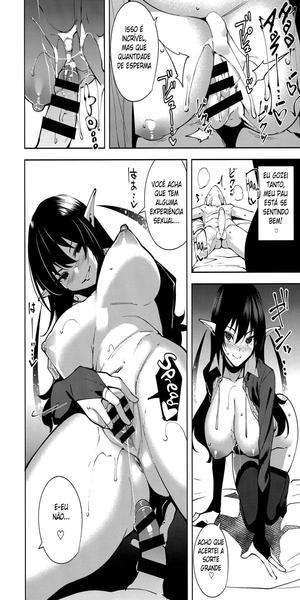 ISSO É
INCRÍVEL,
MAS QUE
QUANTIDADE
DE ESPERMA
EU GOZEI
TANTO,
MEU PAU
ESTÁ SE
SENTINDO
BEM!
♡
VOCÊ ACHA
QUE TEM
ALGUMA
EXPERIÊNCIA
SEXUAL...
SPREAD
E-EU
NÃO...
♡
ACHO QUE
ACERTEI A
SORTE
GRANDE
♡